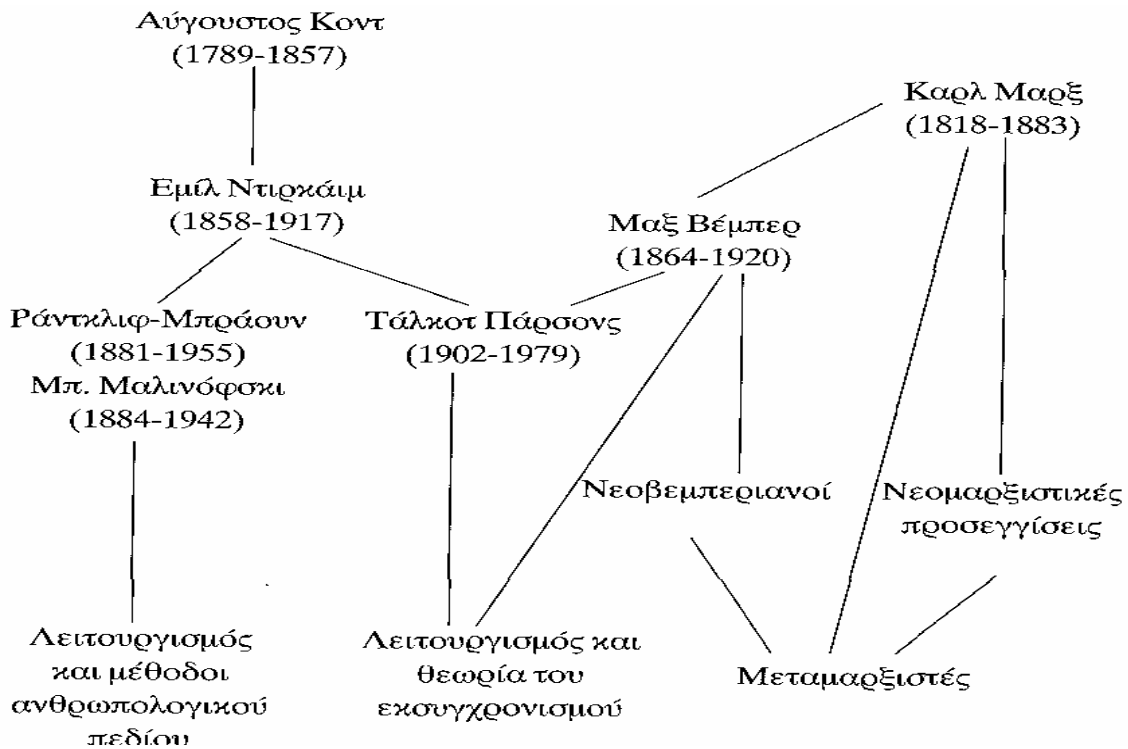 Αύγουστος Κοντ
(1789-1857)
Καρλ Μαρξ
(1818-1883)
Εμίλ Ντιρκάιμ
(1858-1917)
Μαξ Βέμπερ
(1864-1920)
Ράντκλιφ-Μπράουν
(1881-1955)
Μπ. Μαλινόφσκι
(1884-1942)
Τάλκοτ Πάρσονς
(1902-1979)
Νεοβεμπεριανοί
Νεομαρξιστικές
προσεγγίσεις
Λειτουργισμός
και μέθοδοι
ανθρωπολογικού
πεδίου
Λειτουργισμός και
θεωρία του
εκσυγχρονισμού
Μεταμαρξιστές